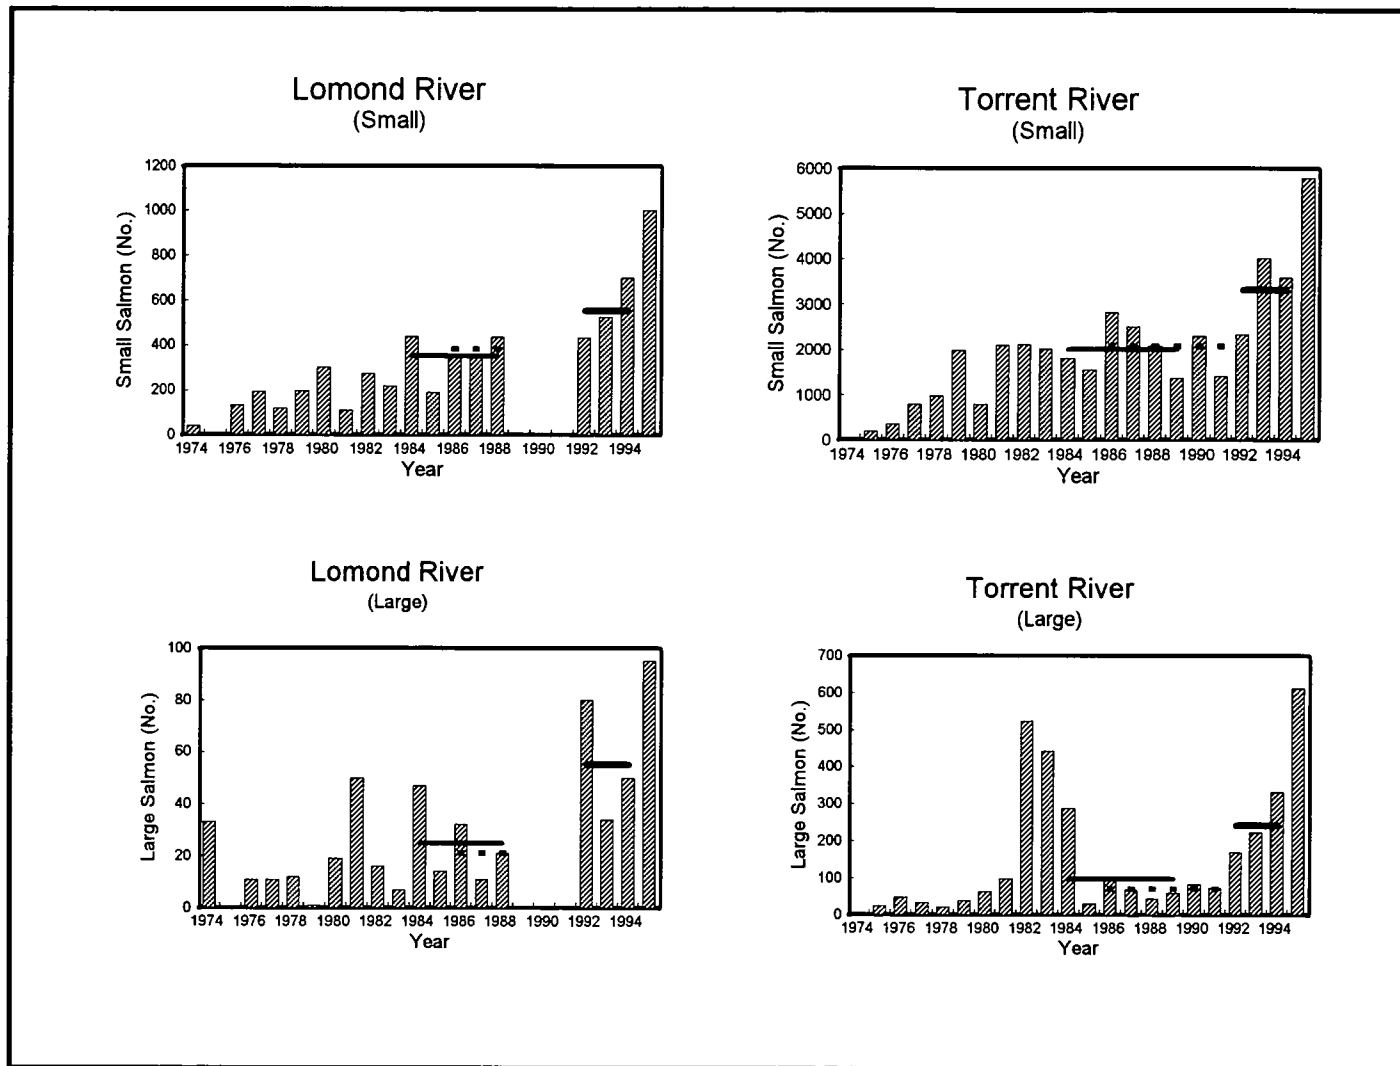 Lomond River
(Small)
1200
1000
800
600
400
200
0
Small Salmon (No.)
1974 1976 1978 1980 1982 1984 1986 1988 1990 1992 1994
Year
Torrent River
(Small)
6000
5000
4000
3000
2000
1000
0
Small Salmon (No.)
1974 1976 1978 1980 1982 1984 1986 1988 1990 1992 1994
Year
Lomond River
(Large)
100
80
60
40
20
0
Large Salmon (No.)
1974 1976 1978 1980 1982 1984 1986 1988 1990 1992 1994
Year
Torrent River
(Large)
700
600
500
400
300
200
100
0
Large Salmon (No.)
1974 1976 1978 1980 1982 1984 1986 1988 1990 1992 1994
Year